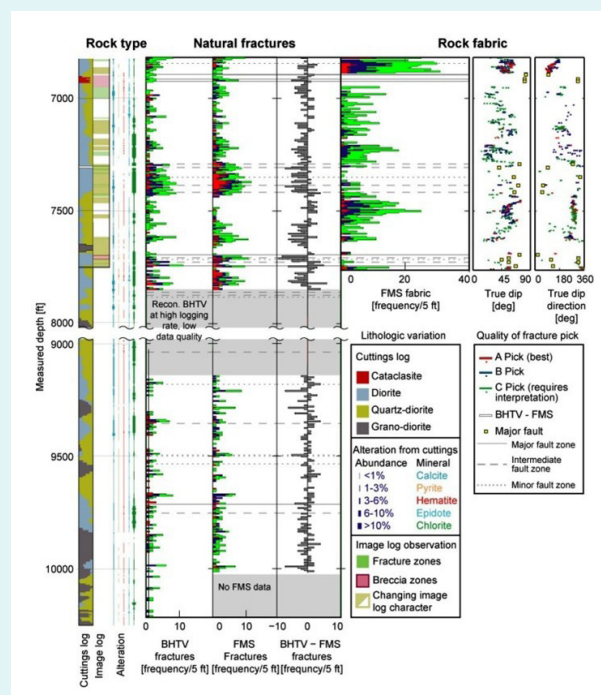 Rock type
Natural fractures
Rock fabric
7000
7500
8000
9000
9500
10000
Measured depth [ft]
Recon. BHTV
at high logging
rate, low
data quality
No FMS data
0 10 20 30 40
FMS fabric
[frequency/5 ft]
0 45 90
True dip
[deg]
0 180 360
True dip
direction
[deg]
Lithologic variation
Cuttings log
Cataclasite
Diorite
Quartz-diorite
Grano-diorite
Alteration from cuttings
Abundance Mineral
<1% Calcite
1-3% Pyrite
3-6% Hematite
6-10% Epidote
>10% Chlorite
Image log observation
Fracture zones
Breccia zones
Changing image
log character
Quality of fracture pick
A Pick (best)
B Pick
C Pick (requires
interpretation)
BHTV - FMS
Major fault
Major fault zone
Intermediate
fault zone
Minor fault zone
Cuttings log
Image log
Alteration
0 10
BHTV
fractures
[frequency/5 ft]
0 10
FMS
Fractures
[frequency/5 ft]
−10 0 10
BHTV − FMS
fractures
[frequncy/5 ft]